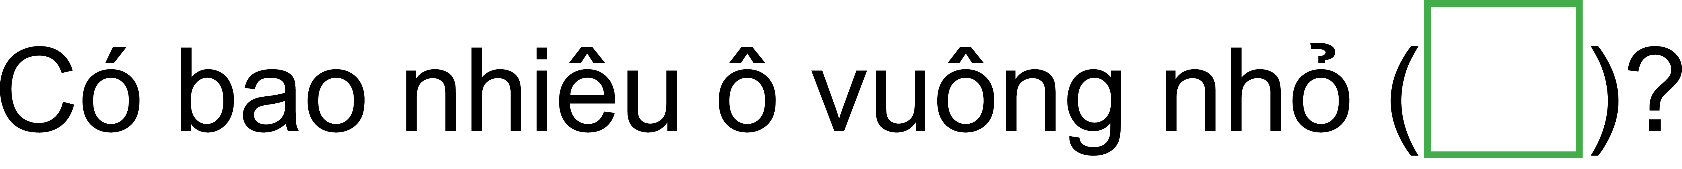 Có bao nhiêu ô vuông nhỏ ( )?